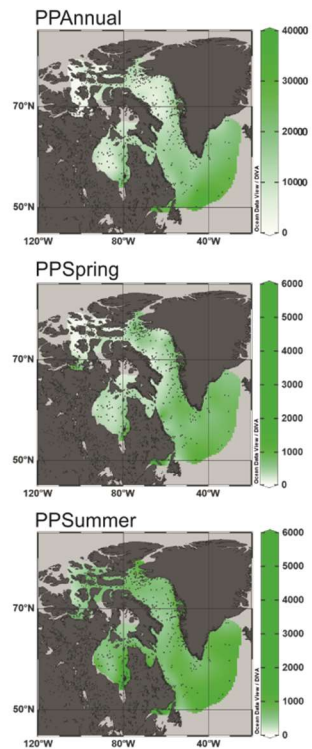 PPAnnual
40000
30000
20000
10000
0
70°N
50°N
120°W
80°W
40°W
Ocean Data View / DIVA
PPSpring
6000
5000
4000
3000
2000
1000
0
70°N
50°N
120°W
80°W
40°W
Ocean Data View / DIVA
PPSummer
6000
5000
4000
3000
2000
1000
0
70°N
50°N
120°W
80°W
40°W
Ocean Data View / DIVA